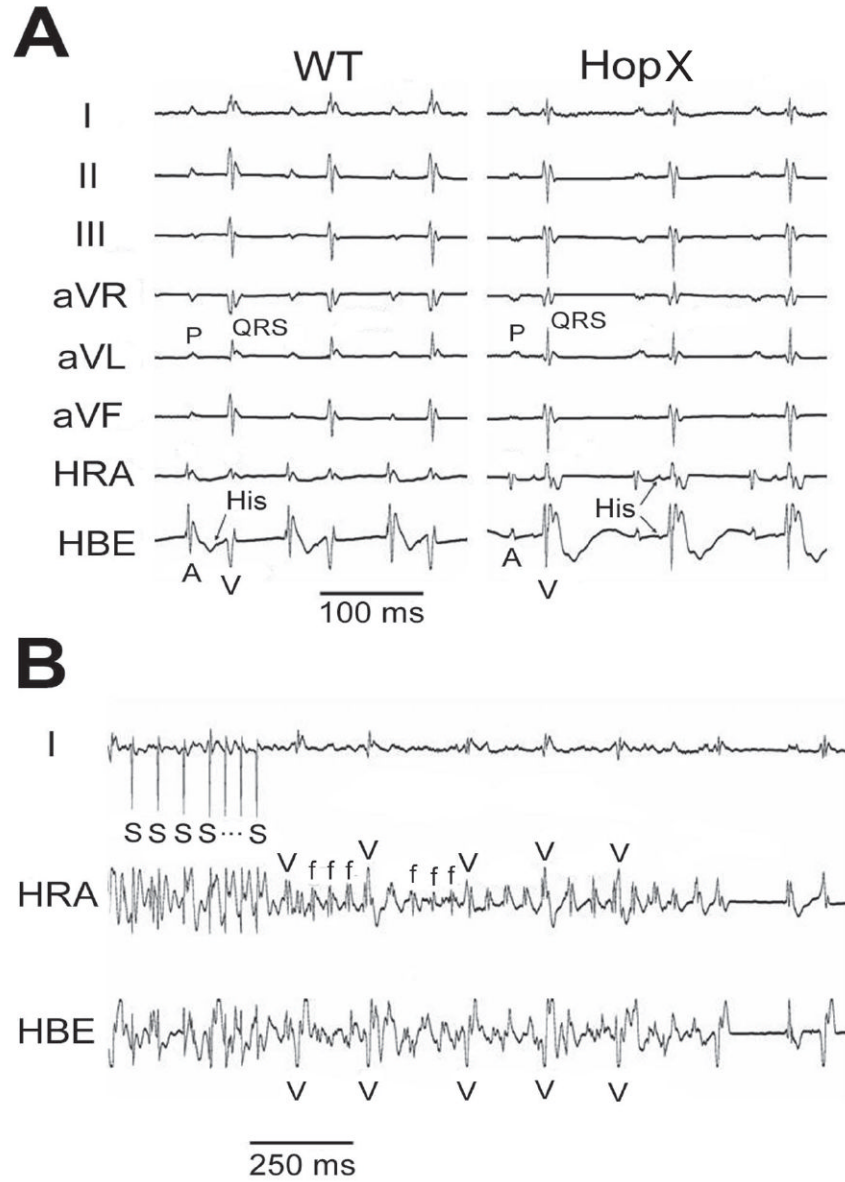 A
WT HopX
I
II
III
aVR
P QRS P QRS
aVL
aVF
HRA
His His
HBE
A V A V
100 ms
B
I
S S S S ... S
V f f f V f f f V V V
HRA
HBE
V V V V V
250 ms